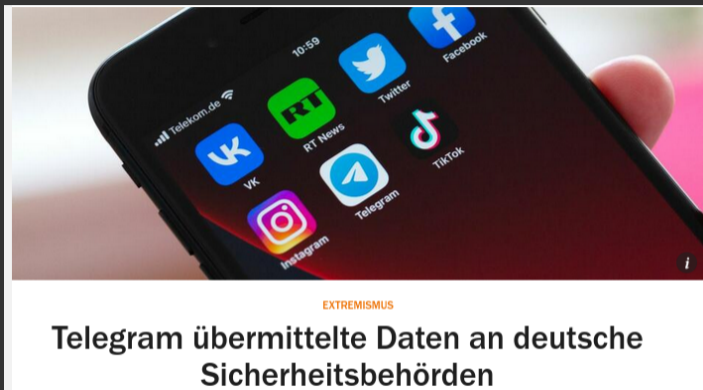 10:59
Telekom.de
Facebook
Twitter
RT
RT News
VK
VK
TikTok
Telegram
Instagram
i
EXTREMISMUS
Telegram übermittelte Daten an deutsche
Sicherheitsbehörden